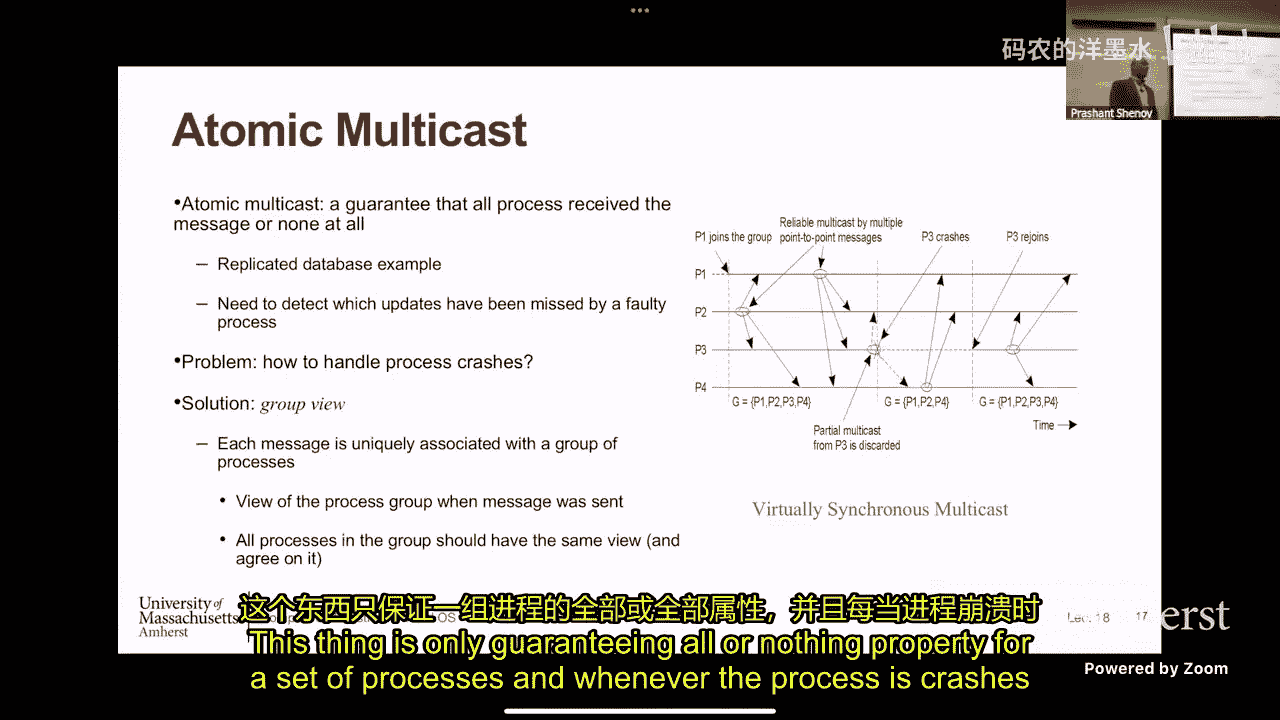 码农的洋墨水
Prashant Shenoy
Atomic Multicast
•Atomic multicast: a guarantee that all process received the
message or none at all
– Replicated database example
– Need to detect which updates have been missed by a faulty
process
•Problem: how to handle process crashes?
•Solution: group view
– Each message is uniquely associated with a group of
processes
• View of the process group when message was sent
• All processes in the group should have the same view (and
agree on it)
Reliable multicast by multiple
P1 joins the group point-to-point messages P3 crashes P3 rejoins
P1
P2
P3
P4
G = {P1,P2,P3,P4} G = {P1,P2,P4} G = {P1,P2,P3,P4}
Partial multicast
from P3 is discarded
Time
Virtually Synchronous Multicast
University of
Massachusetts
Amherst
Lec. 18 17
erst
这个东西只保证一组进程的全部或全部属性，并且每当进程崩溃时
This thing is only guaranteeing all or nothing property for
a set of processes and whenever the process is crashes
Powered by Zoom